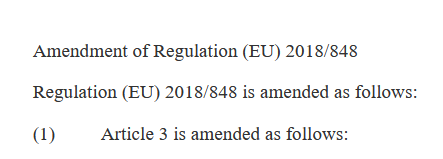 Amendment of Regulation (EU) 2018/848
Regulation (EU) 2018/848 is amended as follows:
(1) Article 3 is amended as follows: